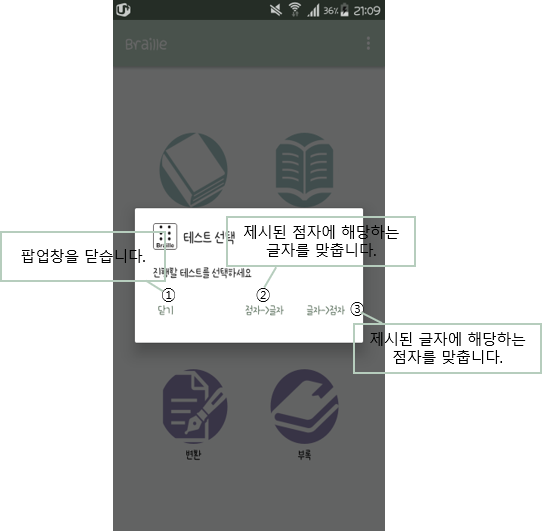 36% 21:09
Braille
Braille 테스트 선택
제시된 점자에 해당하는
글자를 맞춥니다.
팝업창을 닫습니다.
진행할 테스트를 선택하세요
① ②
닫기 점자->글자 글자->점자 ③
제시된 글자에 해당하는
점자를 맞춥니다.
변환 부록